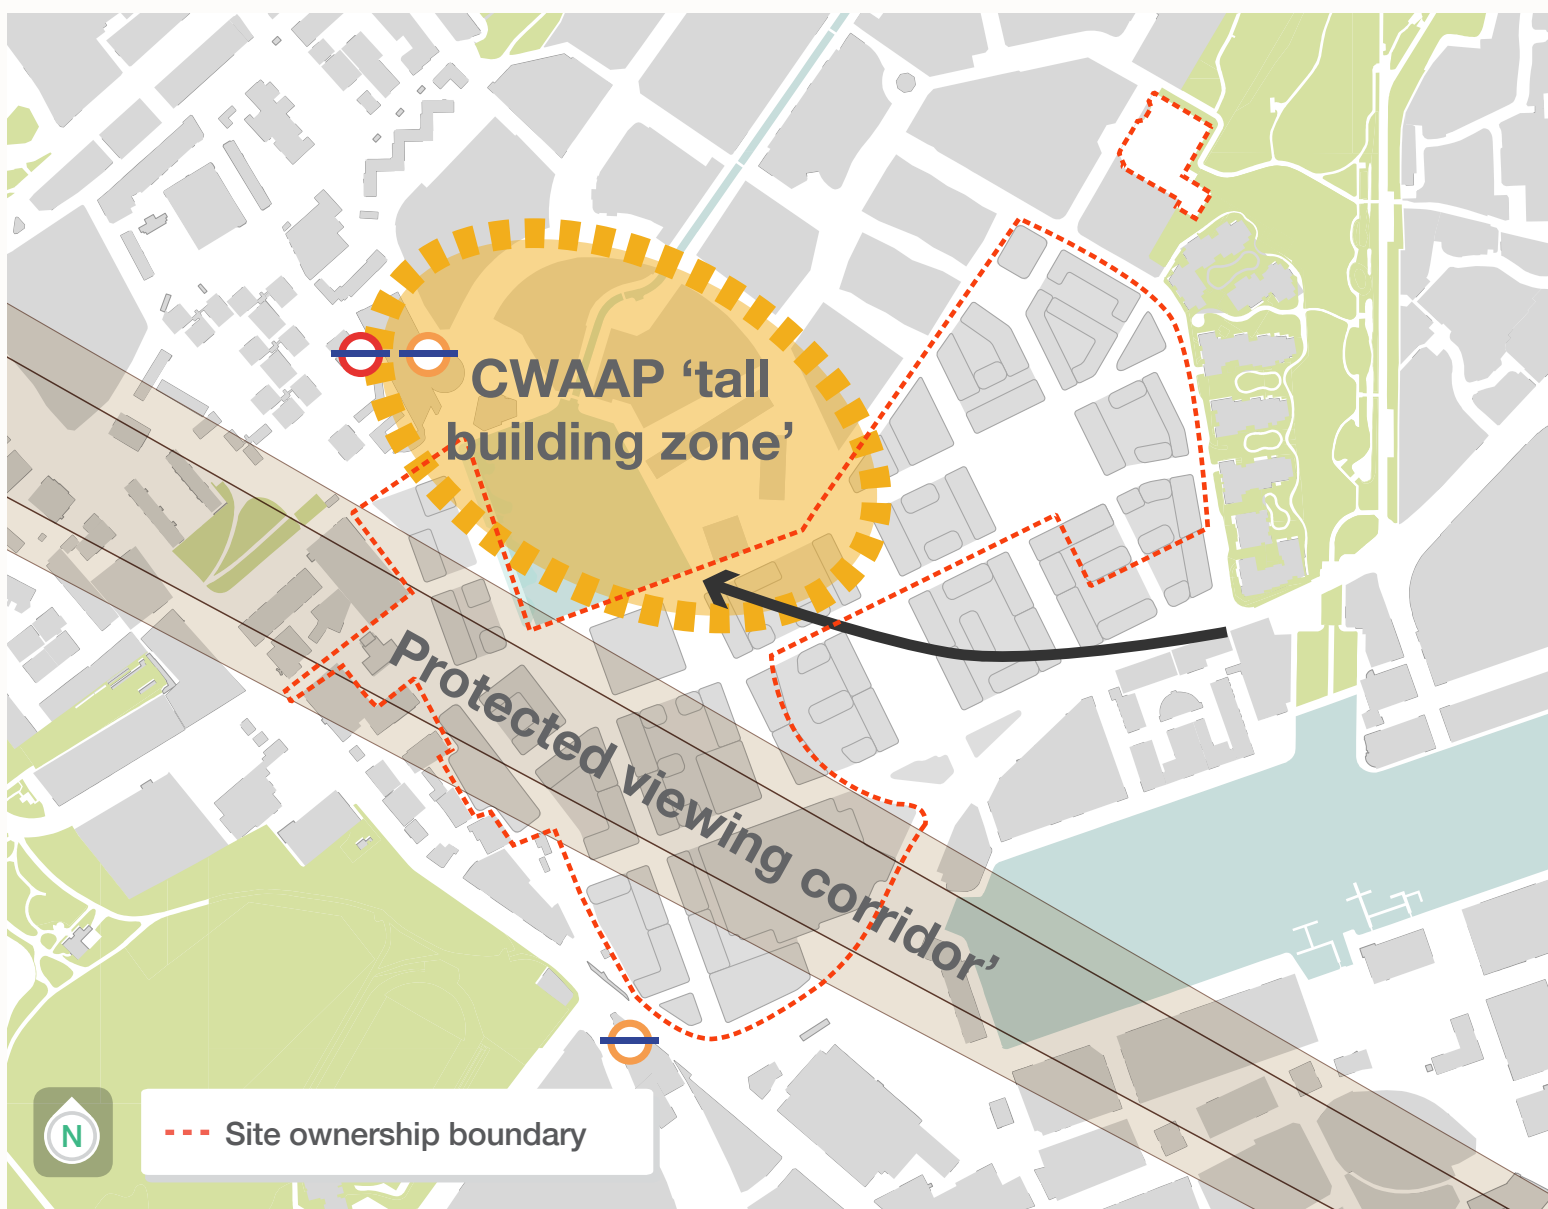 CWAAP ‘tall
building zone’
Protected viewing corridor’
N
Site ownership boundary